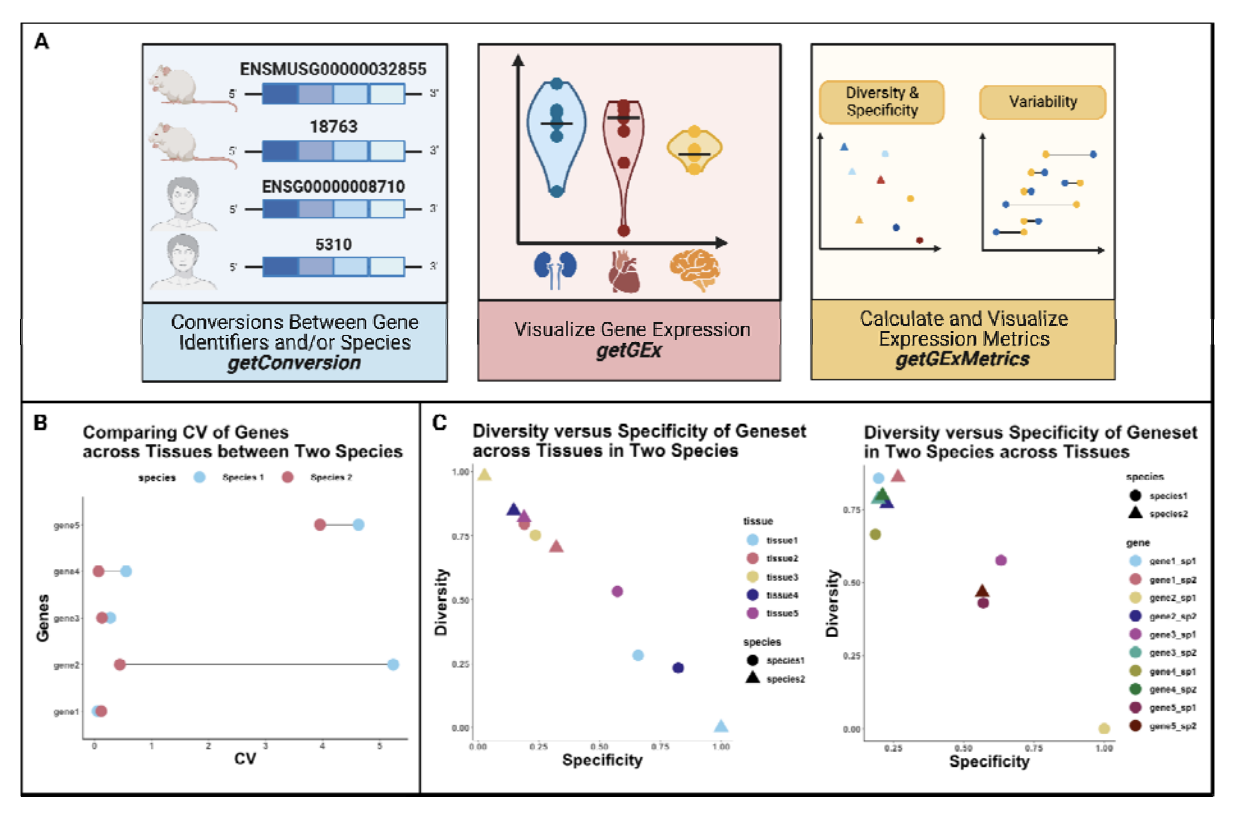 A
ENSMUSG00000032855
5' 3'
18763
5' 3'
ENSG00000008710
5' 3'
5310
5' 3'
Conversions Between Gene
Identifiers and/or Species
getConversion
Visualize Gene Expression
getGEx
Diversity &
Specificity
Variability
Calculate and Visualize
Expression Metrics
getGExMetrics
B
Comparing CV of Genes
across Tissues between Two Species
species Species 1 Species 2
Genes
gene5
gene4
gene3
gene2
gene1
0 1 2 3 4 5
CV
C
Diversity versus Specificity of Geneset
across Tissues in Two Species
Diversity
1.00
0.75
0.50
0.25
0.00
0.00 0.25 0.50 0.75 1.00
Specificity
tissue
tissue1
tissue2
tissue3
tissue4
tissue5
species
species1
species2
Diversity versus Specificity of Geneset
in Two Species across Tissues
Diversity
0.75
0.50
0.25
0.00
0.25 0.50 0.75 1.00
Specificity
species
species1
species2
gene
gene1_sp1
gene1_sp2
gene2_sp1
gene2_sp2
gene3_sp1
gene3_sp2
gene4_sp1
gene4_sp2
gene5_sp1
gene5_sp2